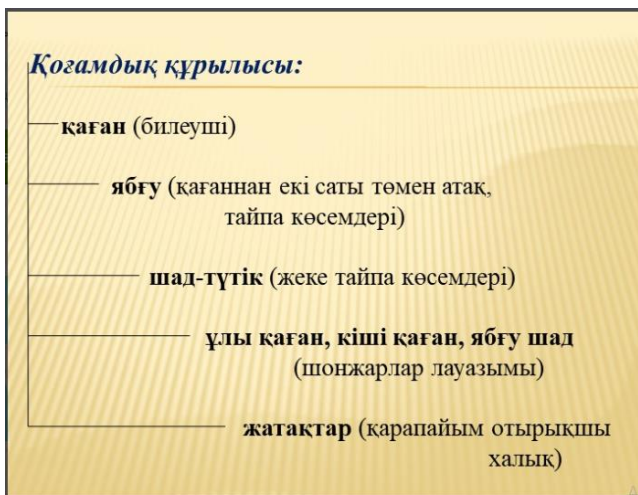 Қоғамдық құрылысы:
қаған (билеуші)
ябғу (қағаннан екі саты төмен атақ,
тайпа көсемдері)
шад-түтік (жеке тайпа көсемдері)
ұлы қаған, кіші қаған, ябғу шад
(шонжарлар лауазымы)
жатақтар (қарапайым отырықшы
халық)